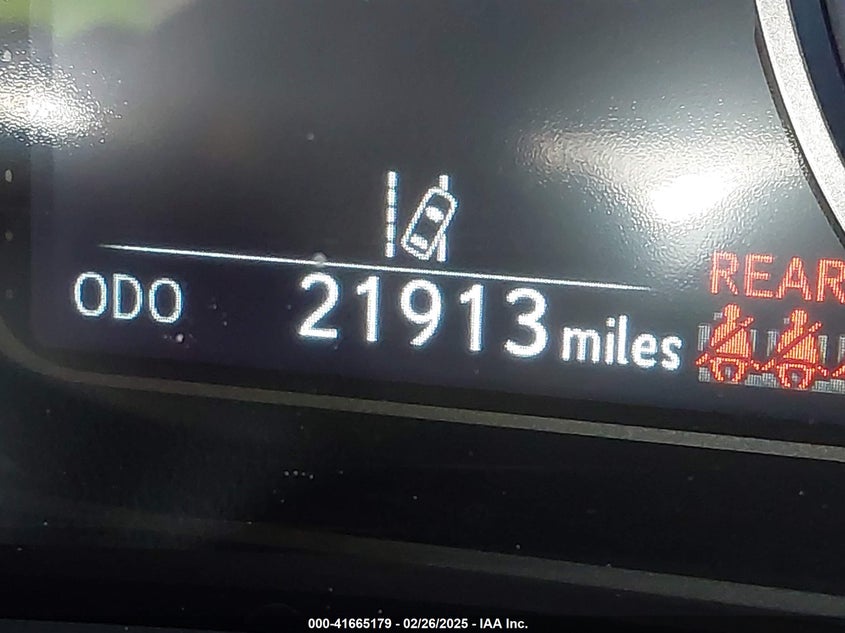 ODO 21913 miles
REAR
000-41665179 - 02/26/2025 - IAA Inc.